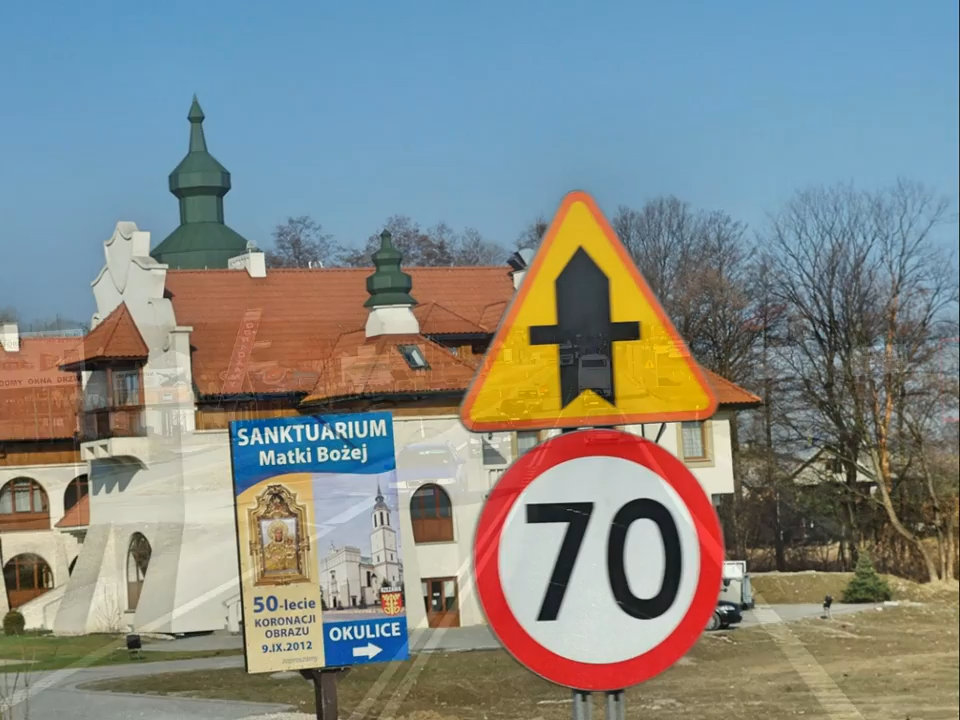 SANKTUARIUM
Matki Bożej
50-lecie
KORONACJI
OBRAZU
9.IX.2012
OKULICE
70